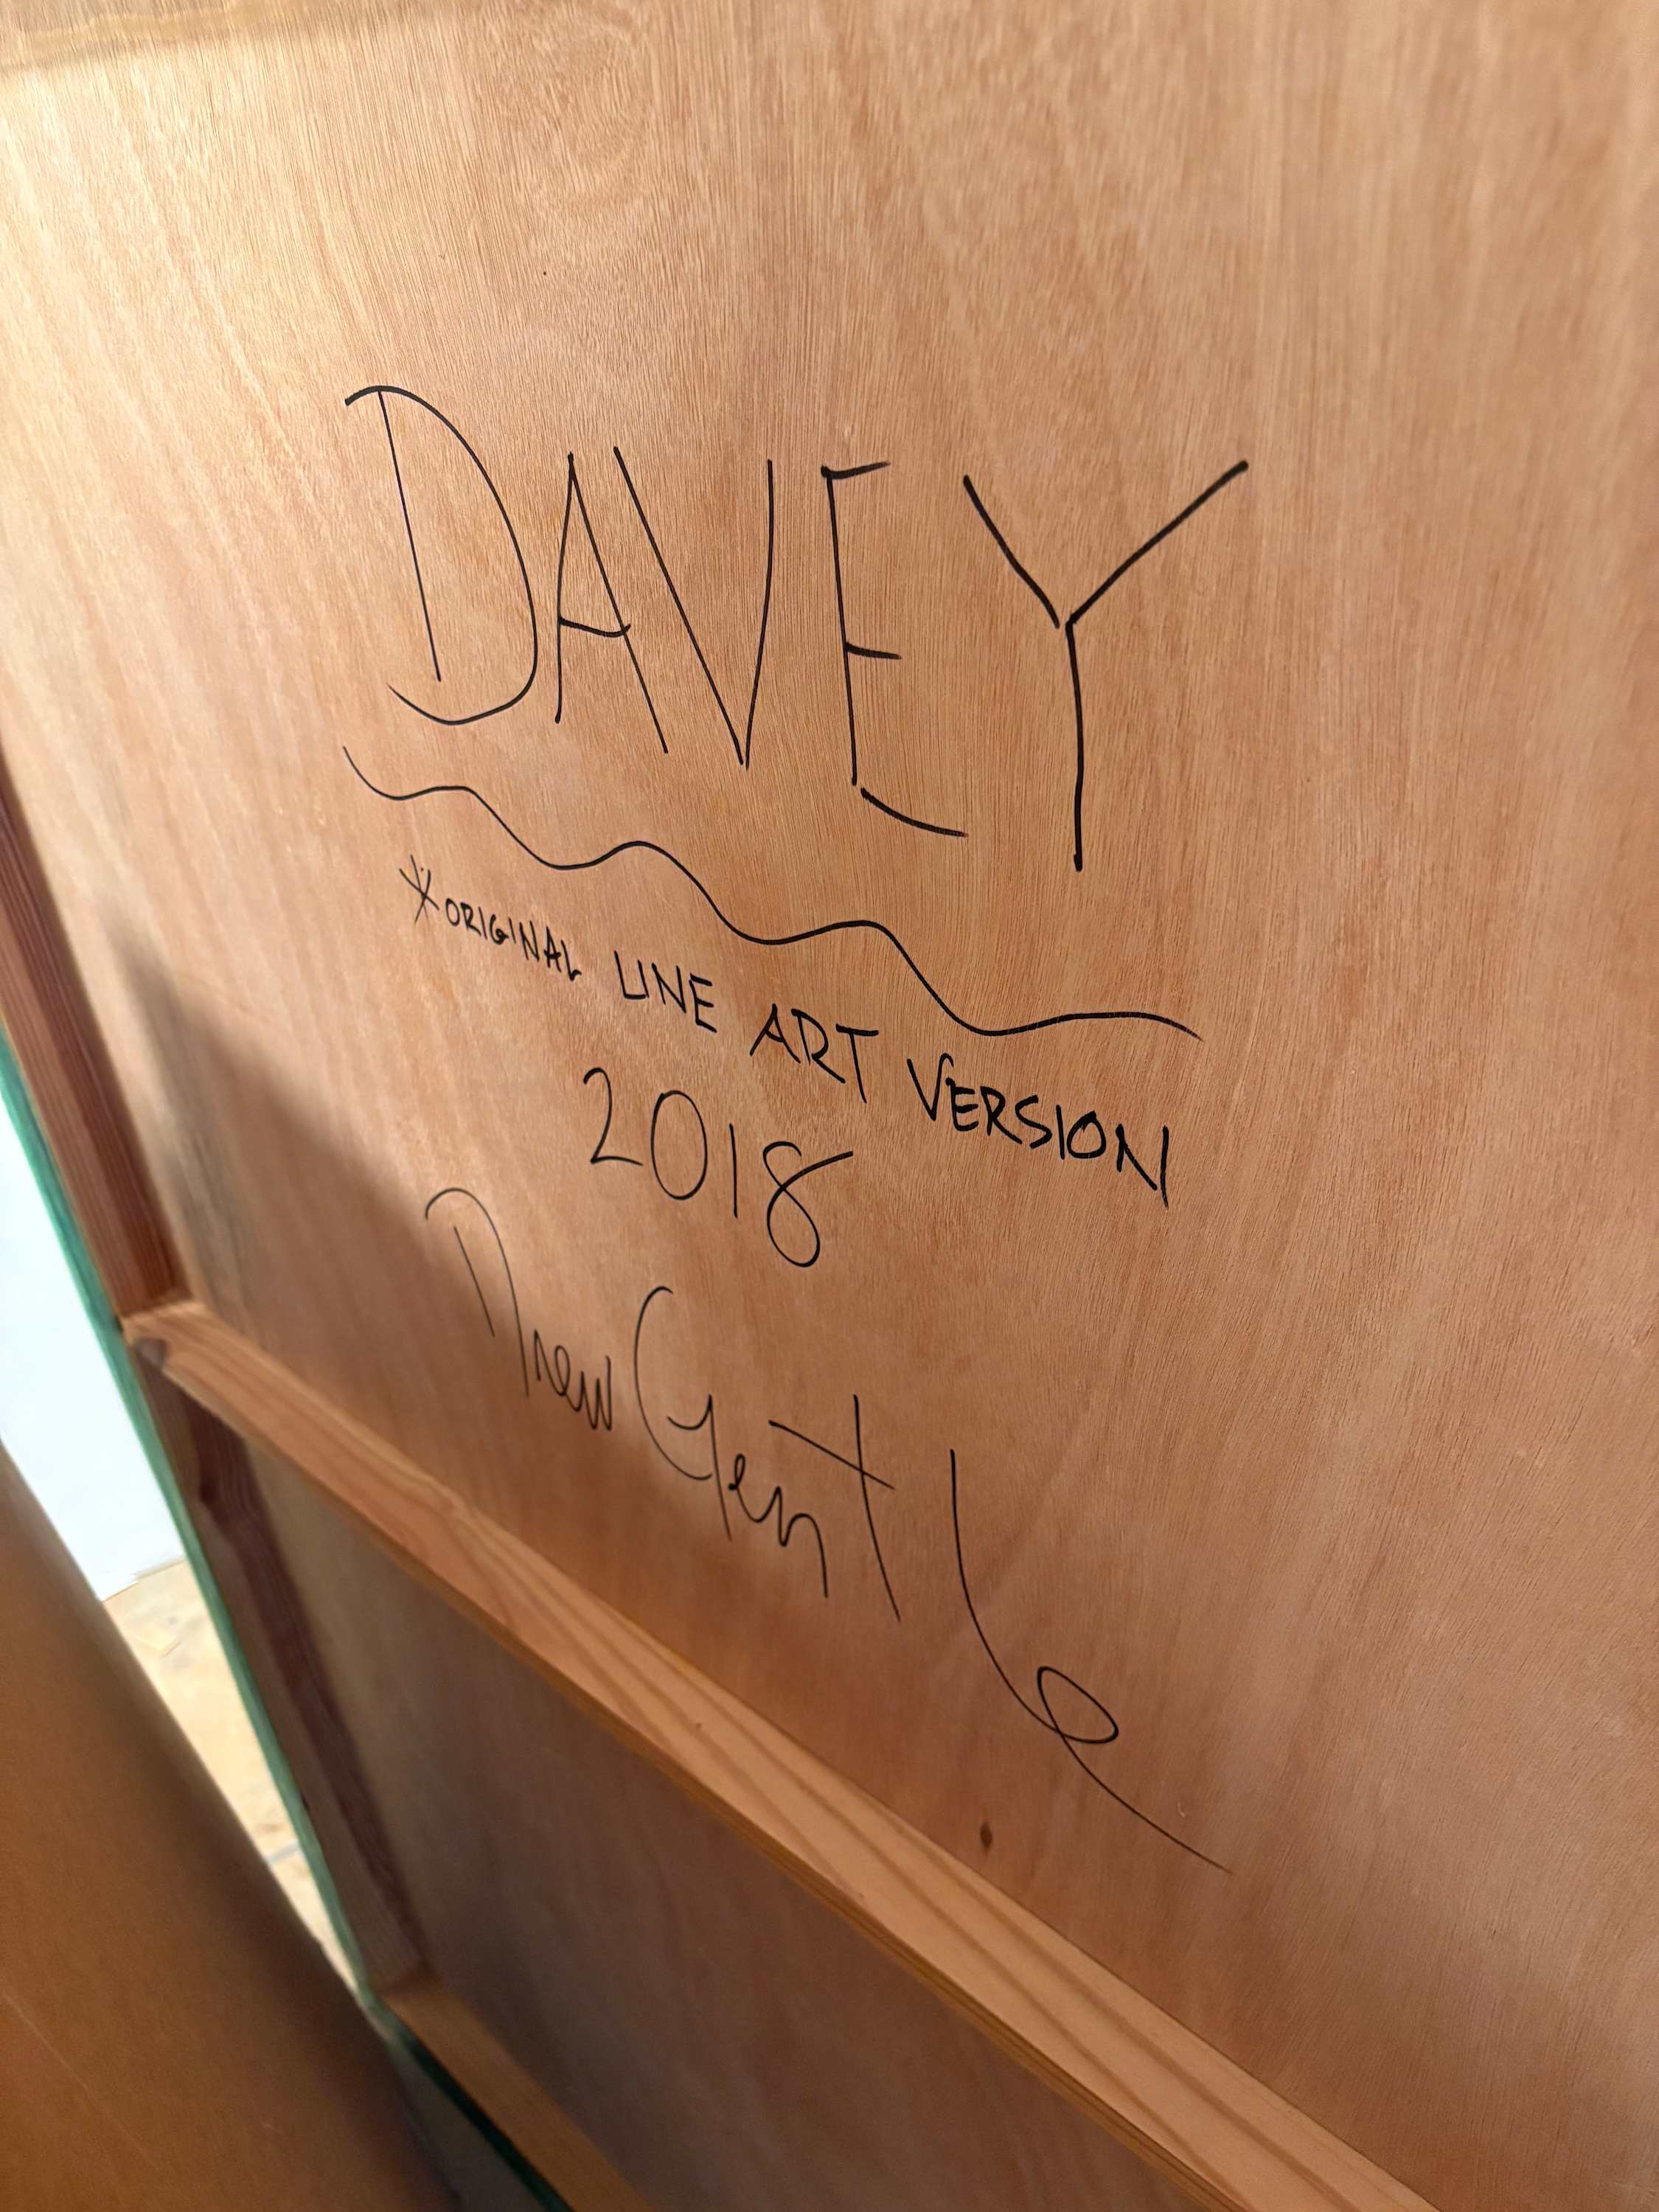 DAVEY
*ORIGINAL LINE ART VERSION
2018
Drew Gentle